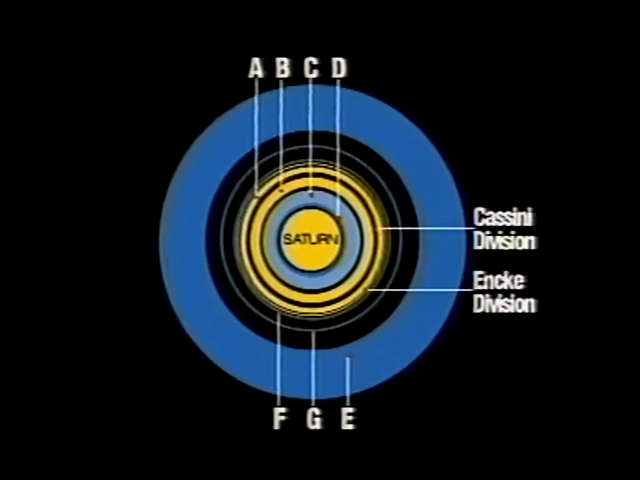 A B C D
SATURN
Cassini
Division
Encke
Division
F G E